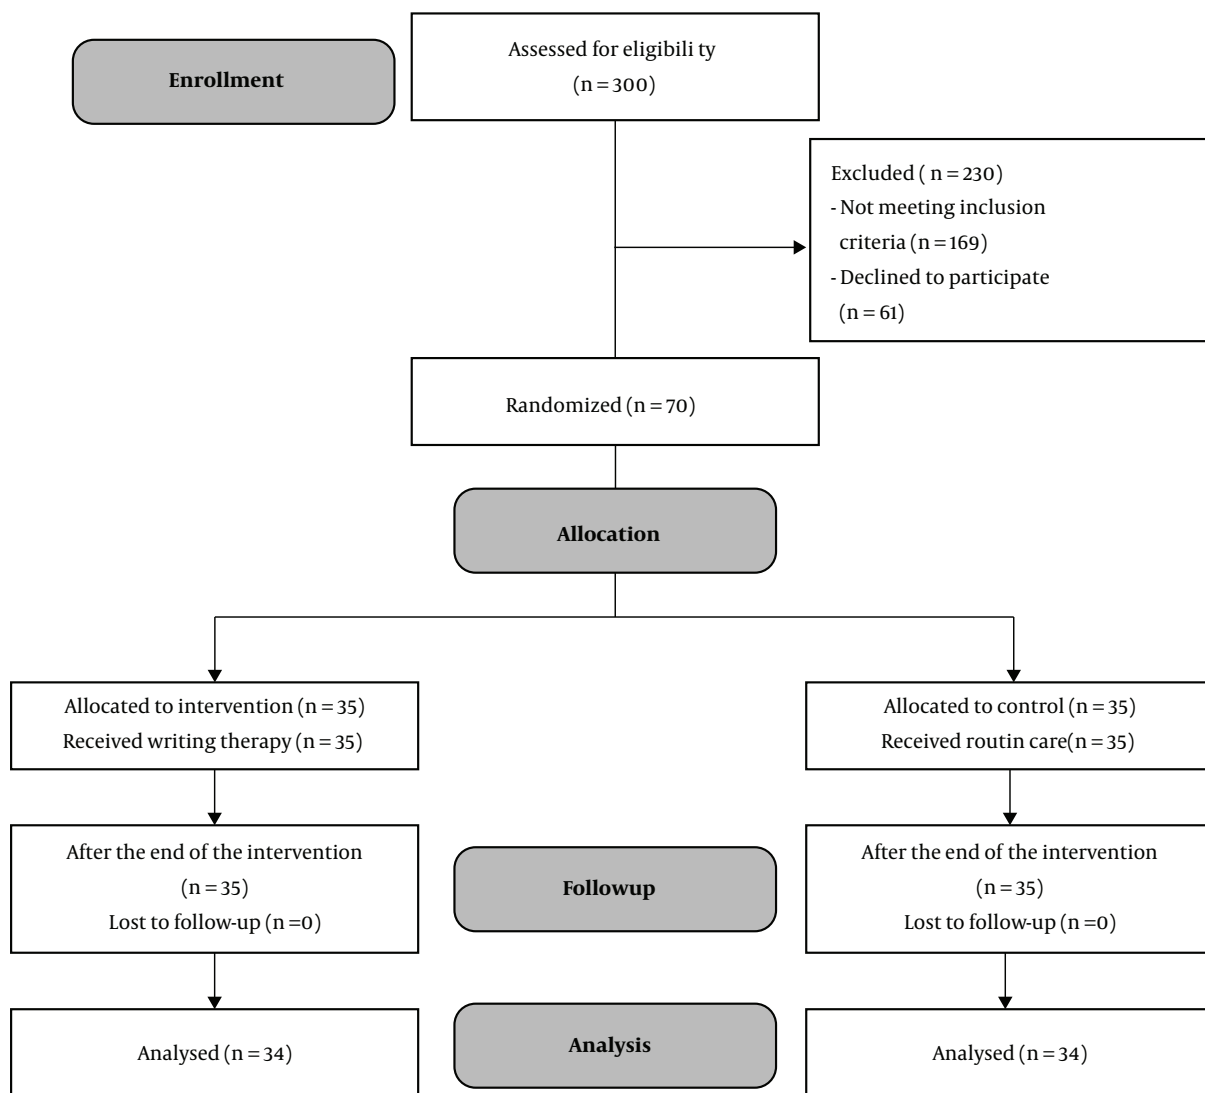 Enrollment
Assessed for eligibili ty
(n = 300)
Excluded ( n = 230)
- Not meeting inclusion
criteria (n = 169)
- Declined to participate
(n = 61)
Randomized (n = 70)
Allocation
Allocated to intervention (n = 35)
Received writing therapy (n = 35)
Allocated to control (n = 35)
Received routin care(n = 35)
After the end of the intervention
(n = 35)
Lost to follow-up (n =0)
Followup
After the end of the intervention
(n = 35)
Lost to follow-up (n =0)
Analysed (n = 34)
Analysis
Analysed (n = 34)